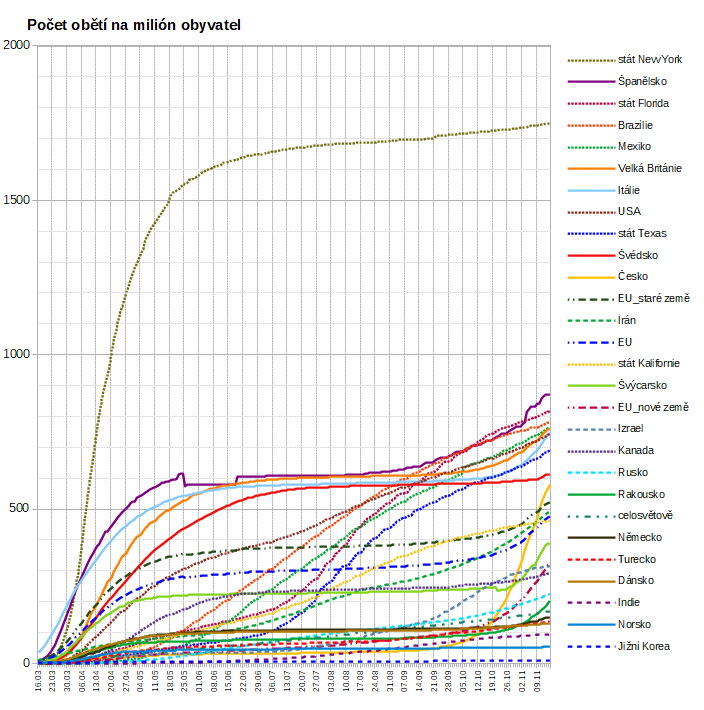 Počet obětí na milión obyvatel
2000
1500
1000
500
0
stát NewYork
Španělsko
stát Florida
Brazílie
Mexiko
Velká Británie
Itálie
USA
stát Texas
Švédsko
Česko
EU_staré země
Írán
EU
stát Kalifornie
Švýcarsko
EU_nové země
Izrael
Kanada
Rusko
Rakousko
celosvětově
Německo
Turecko
Dánsko
Indie
Norsko
Jižní Korea
16.03
23.03
30.03
06.04
13.04
20.04
27.04
04.05
11.05
18.05
25.05
01.06
08.06
15.06
22.06
29.06
06.07
13.07
20.07
27.07
03.08
10.08
17.08
24.08
31.08
07.09
14.09
21.09
28.09
05.10
12.10
19.10
26.10
02.11
09.11